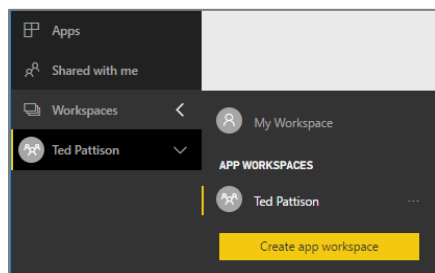 Apps
Shared with me
Workspaces
Ted Pattison
My Workspace
APP WORKSPACES
Ted Pattison
Create app workspace